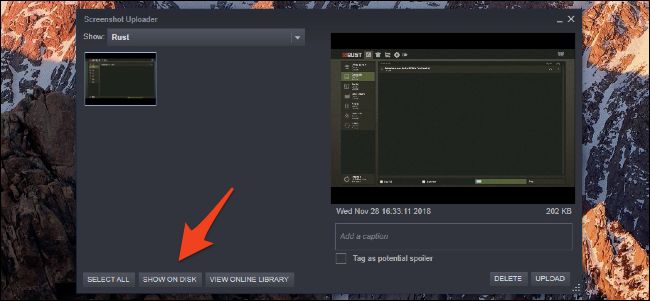 Screenshot Uploader
Show: Rust
RUST
Wed Nov 28 16:33:11 2018
202 KB
Add a caption
Tag as potential spoiler
SELECT ALL
SHOW ON DISK
VIEW ONLINE LIBRARY
DELETE
UPLOAD